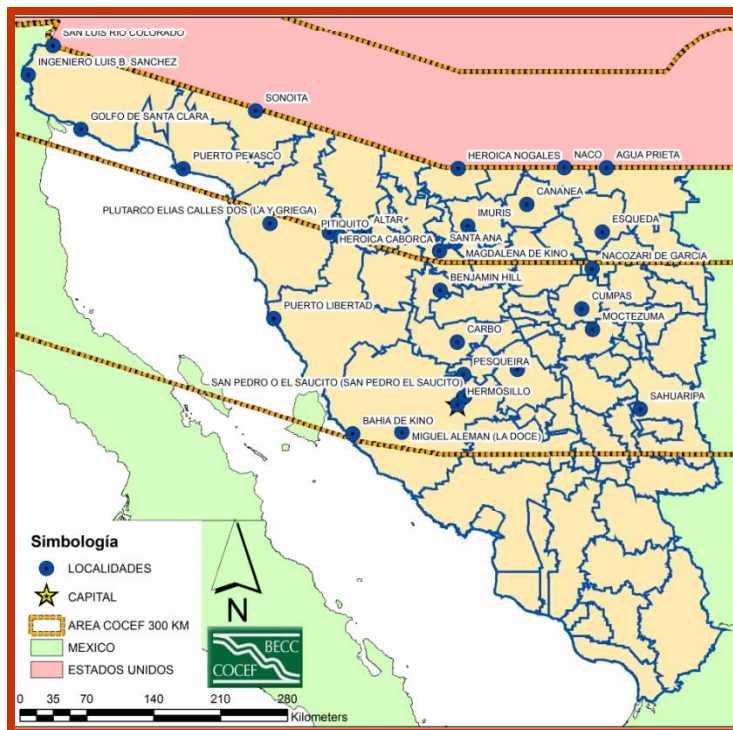 SAN LUIS RIO COLORADO
INGENIERO LUIS B. SANCHEZ
SONOITA
GOLFO DE SANTA CLARA
PUERTO PEÑASCO
HEROICA NOGALES
NACO
AGUA PRIETA
CANANEA
PLUTARCO ELIAS CALLES DOS (LA Y GRIEGA)
PITIQUITO
ALTAR
IMURIS
ESQUEDA
HEROICA CABORCA
SANTA ANA
MAGDALENA DE KINO
NACOZARI DE GARCIA
BENJAMIN HILL
CUMPAS
PUERTO LIBERTAD
MOCTEZUMA
CARBO
PESQUEIRA
SAN PEDRO O EL SAUCITO (SAN PEDRO EL SAUCITO)
HERMOSILLO
SAHUARIPA
BAHIA DE KINO
MIGUEL ALEMAN (LA DOCE)
Simbología
LOCALIDADES
CAPITAL
AREA COCEF 300 KM
MEXICO
ESTADOS UNIDOS
N
BECC
COCEF
0 35 70 140 210 280
Kilometers